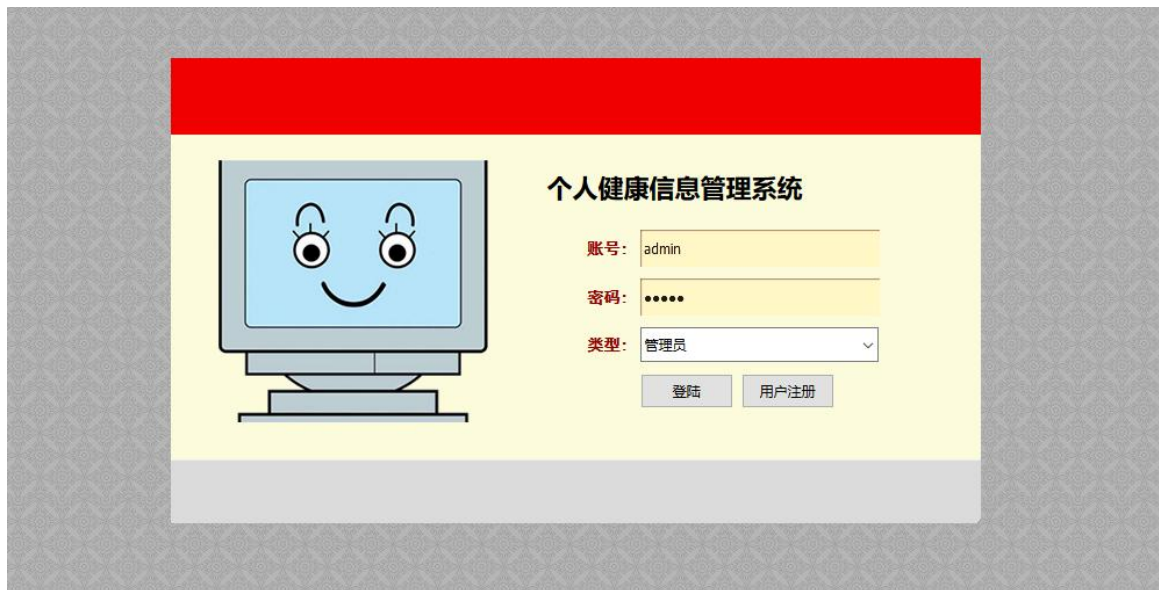 个人健康信息管理系统
账号: admin
密码: •••••
类型: 管理员
登陆 用户注册